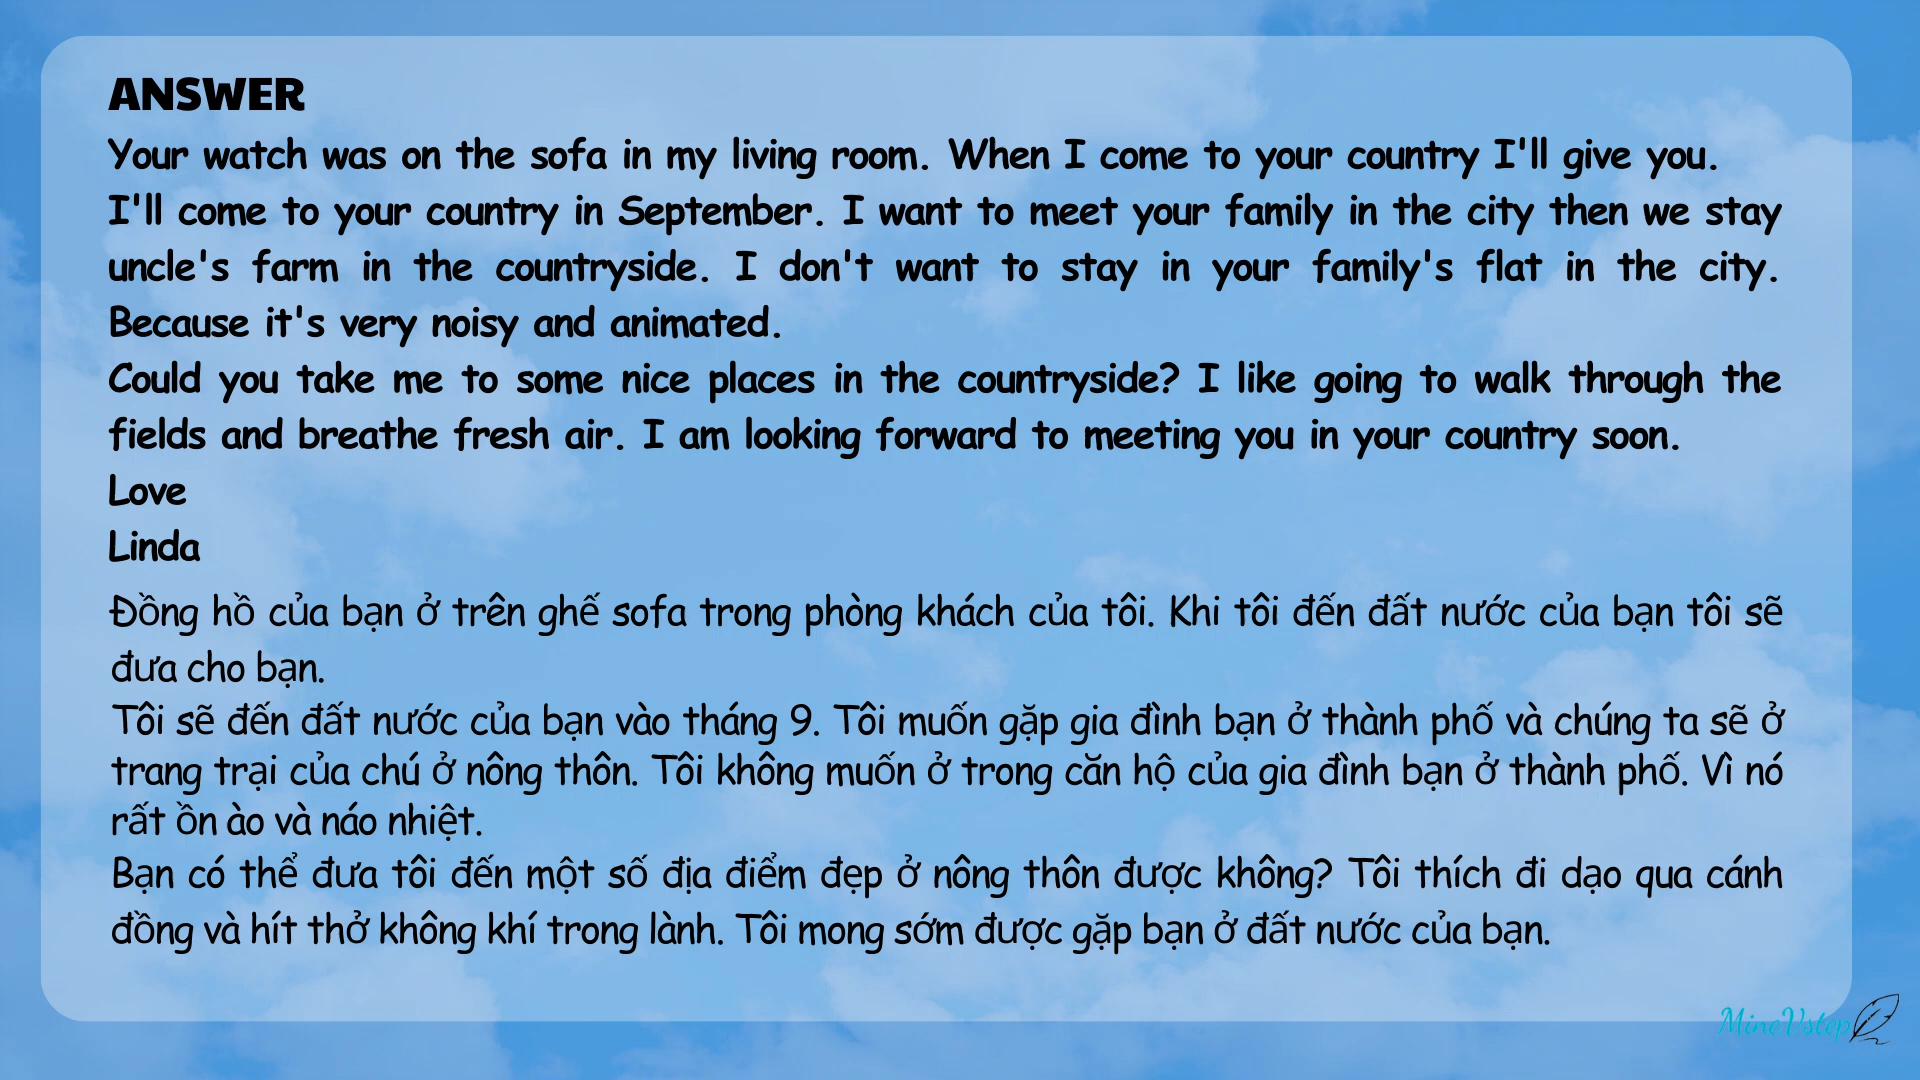 ANSWER
Your watch was on the sofa in my living room. When I come to your country I'll give you.
I'll come to your country in September. I want to meet your family in the city then we stay
uncle's farm in the countryside. I don't want to stay in your family's flat in the city.
Because it's very noisy and animated.
Could you take me to some nice places in the countryside? I like going to walk through the
fields and breathe fresh air. I am looking forward to meeting you in your country soon.
Love
Linda
Đồng hồ của bạn ở trên ghế sofa trong phòng khách của tôi. Khi tôi đến đất nước của bạn tôi sẽ
đưa cho bạn.
Tôi sẽ đến đất nước của bạn vào tháng 9. Tôi muốn gặp gia đình bạn ở thành phố và chúng ta sẽ ở
trang trại của chú ở nông thôn. Tôi không muốn ở trong căn hộ của gia đình bạn ở thành phố. Vì nó
rất ồn ào và náo nhiệt.
Bạn có thể đưa tôi đến một số địa điểm đẹp ở nông thôn được không? Tôi thích đi dạo qua cánh
đồng và hít thở không khí trong lành. Tôi mong sớm được gặp bạn ở đất nước của bạn.
MineVstep